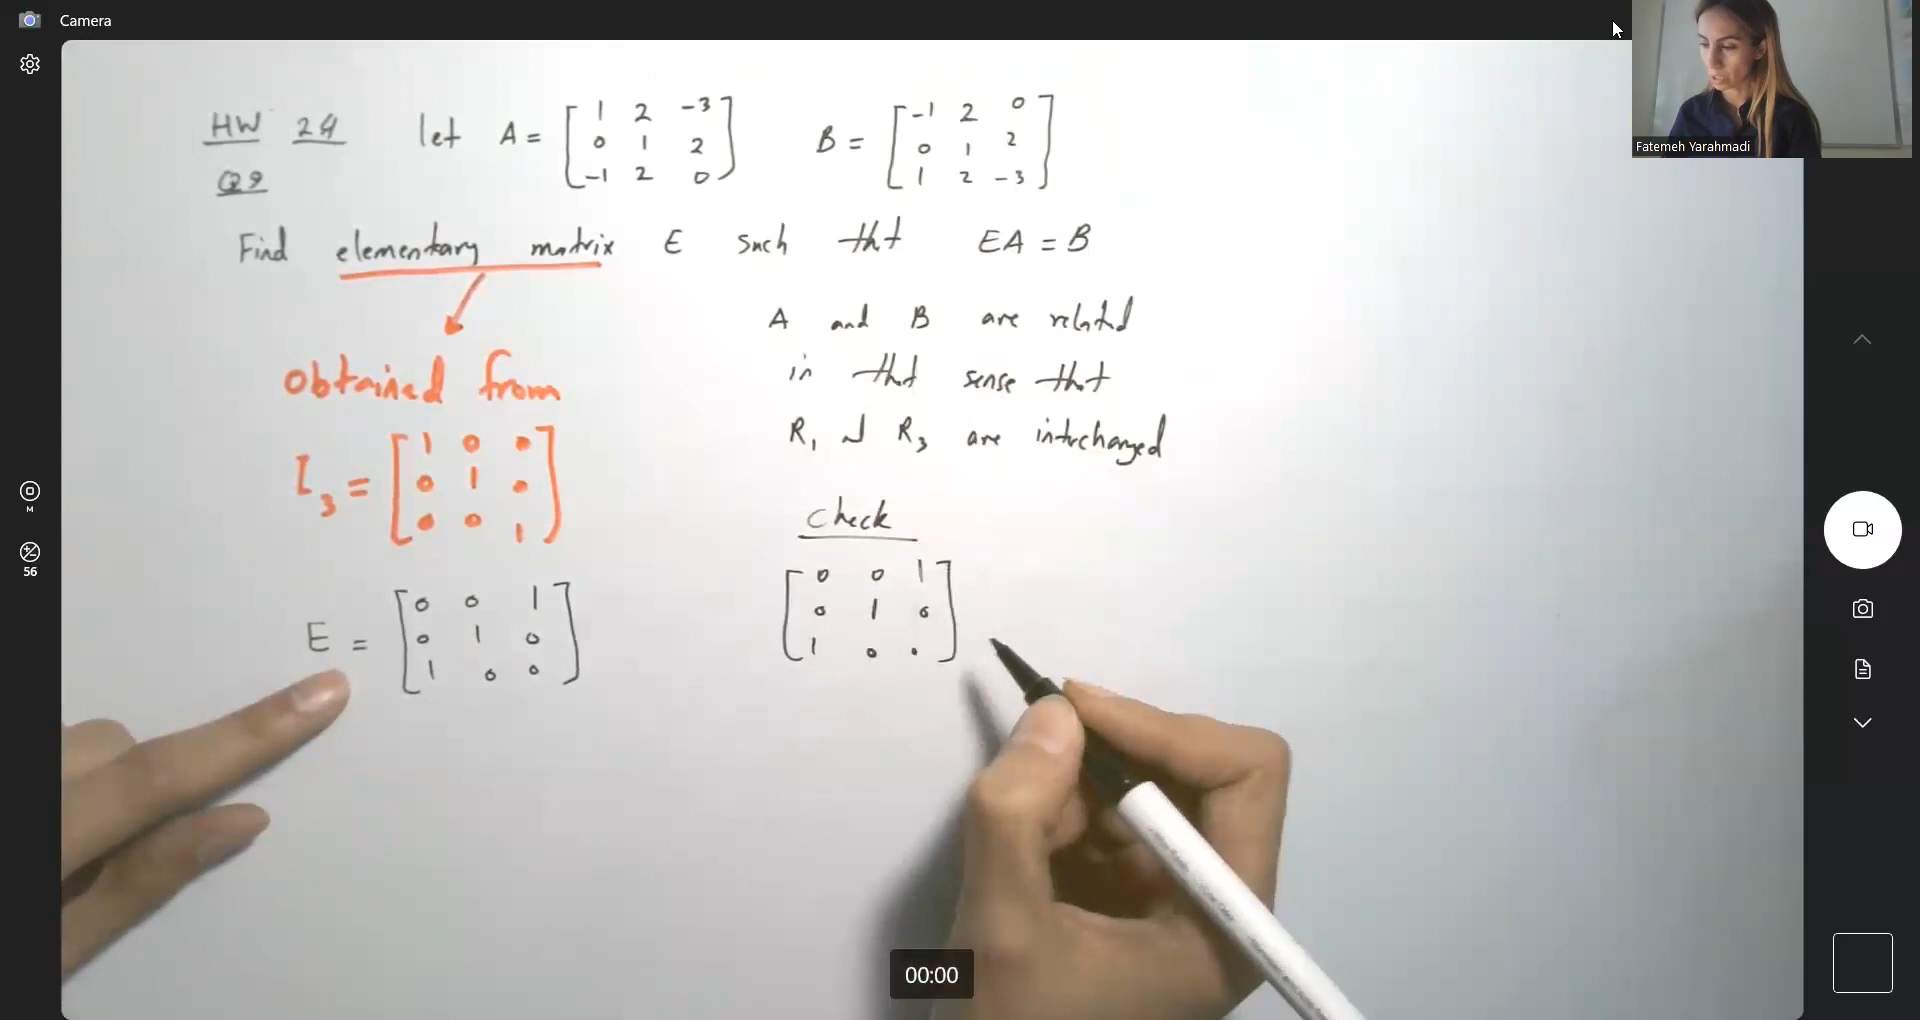 Camera
Fatemeh Yarahmadi
HW 24 let A = [ 1 2 -3 B = [ -1 2 0
0 1 2 0 1 2
-1 2 0 ] 1 2 -3 ]
Q9
Find elementary matrix E such tht EA = B
A and B are related
in that sense that
R1 and R3 are interchanged
obtained from
I3 = [ 1 0 0
0 1 0
0 0 1 ]
Check
[ 0 0 1
0 1 0
1 0 0 ]
E = [ 0 0 1
0 1 0
1 0 0 ]
M
56
00:00